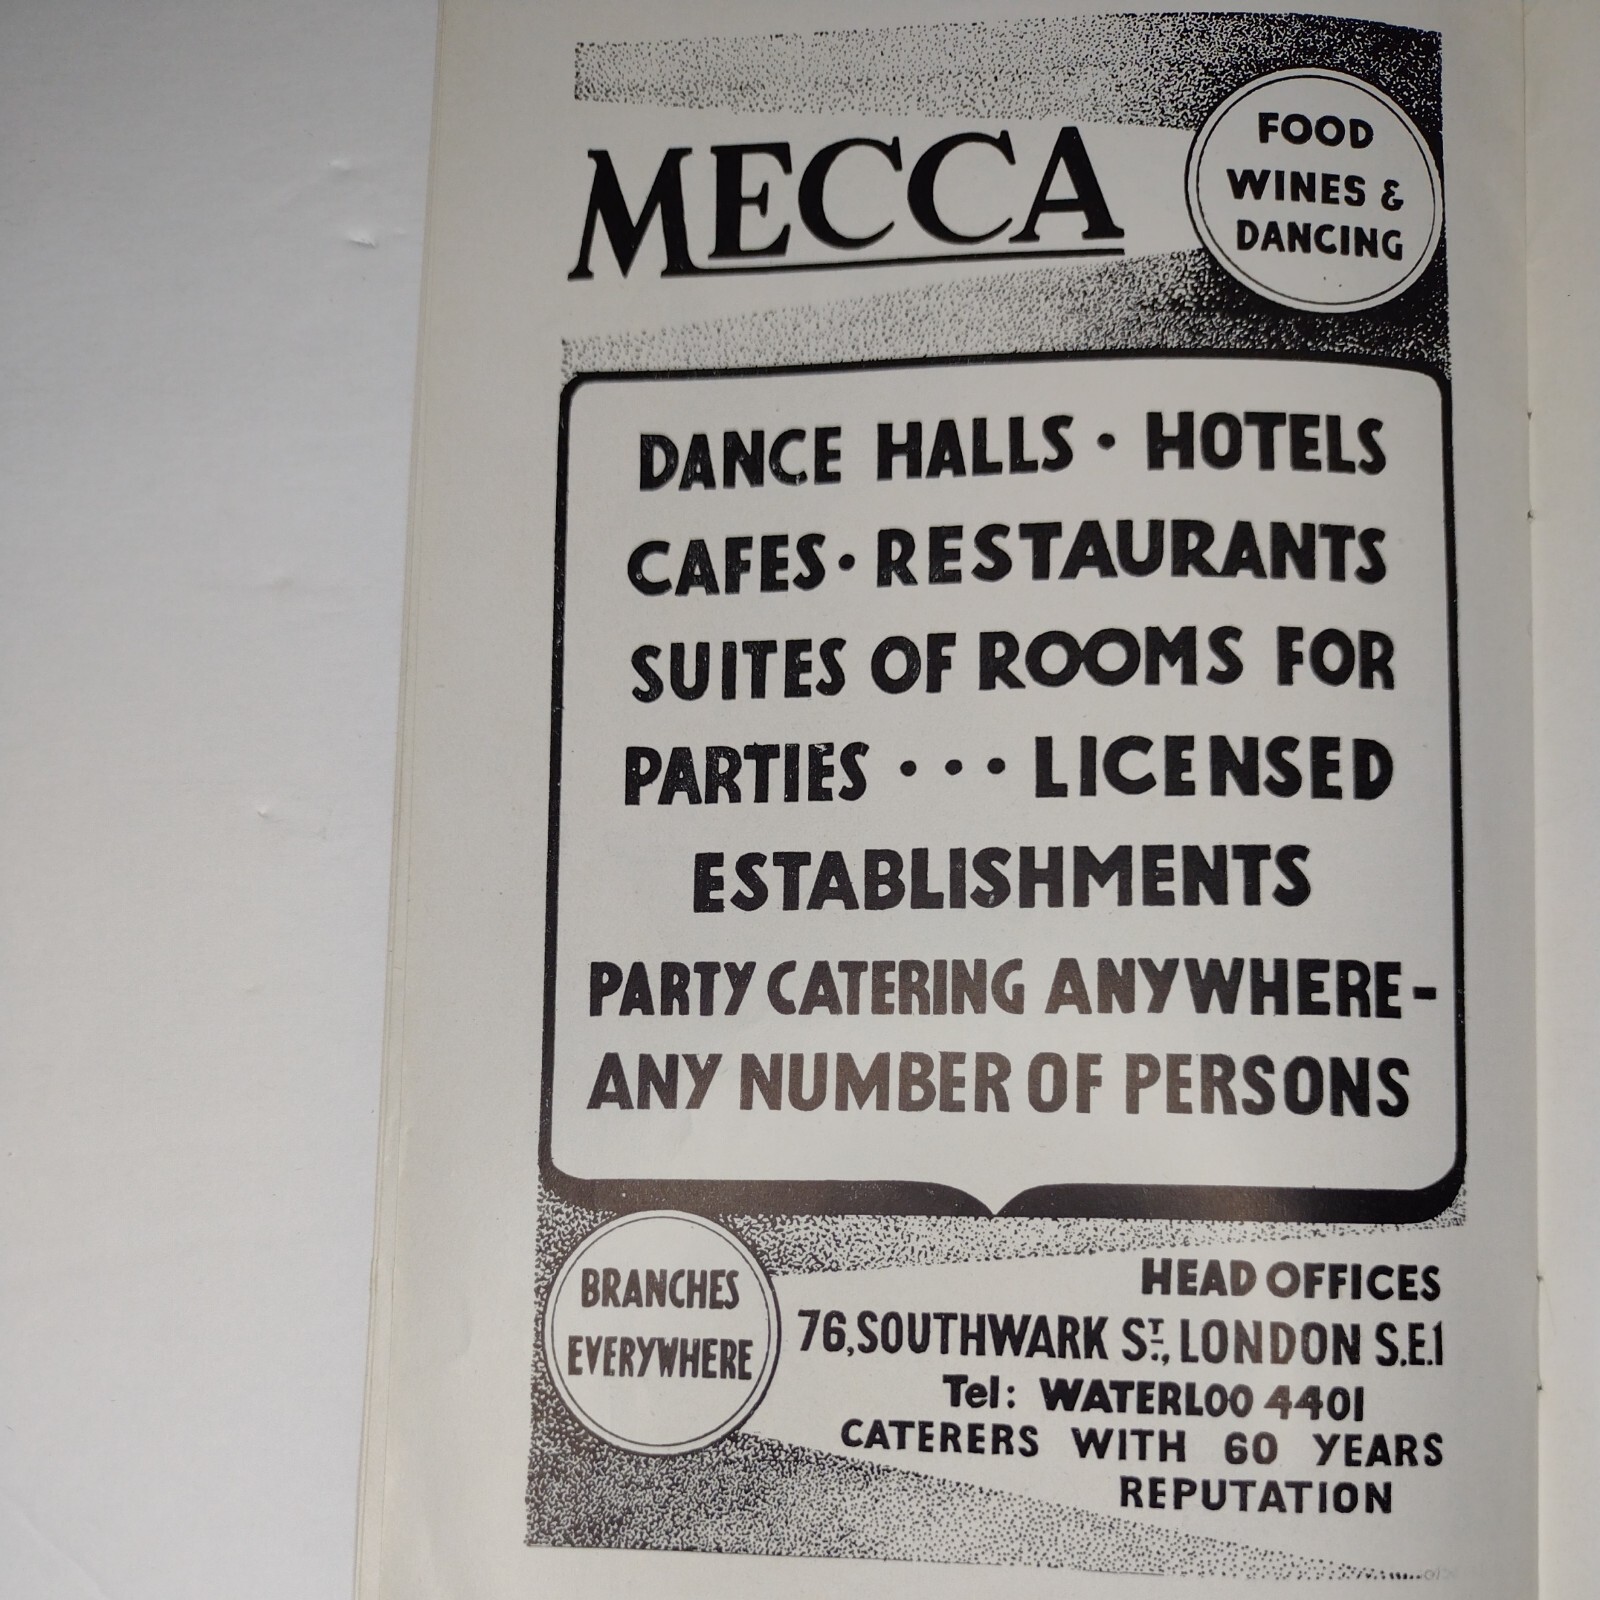 MECCA
FOOD
WINES &
DANCING
DANCE HALLS · HOTELS
CAFES · RESTAURANTS
SUITES OF ROOMS FOR
PARTIES · · · LICENSED
ESTABLISHMENTS
PARTY CATERING ANYWHERE-
ANY NUMBER OF PERSONS
BRANCHES
EVERYWHERE
HEAD OFFICES
76, SOUTHWARK ST., LONDON S.E.1
Tel: WATERLOO 4401
CATERERS WITH 60 YEARS
REPUTATION